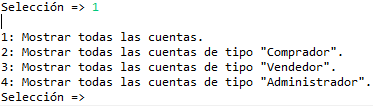 Selección => 1
1: Mostrar todas las cuentas.
2: Mostrar todas las cuentas de tipo "Comprador".
3: Mostrar todas las cuentas de tipo "Vendedor".
4: Mostrar todas las cuentas de tipo "Administrador".
Selección =>